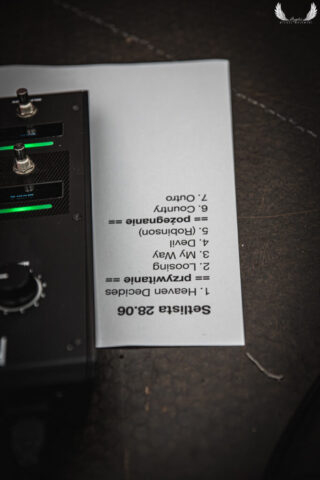 Setlista 28.06
1. Heaven Decides
== przywitanie ==
2. Loosing
3. My Way
4. Devil
5. (Robinson)
== pożegnanie ==
6. Country
7. Outro